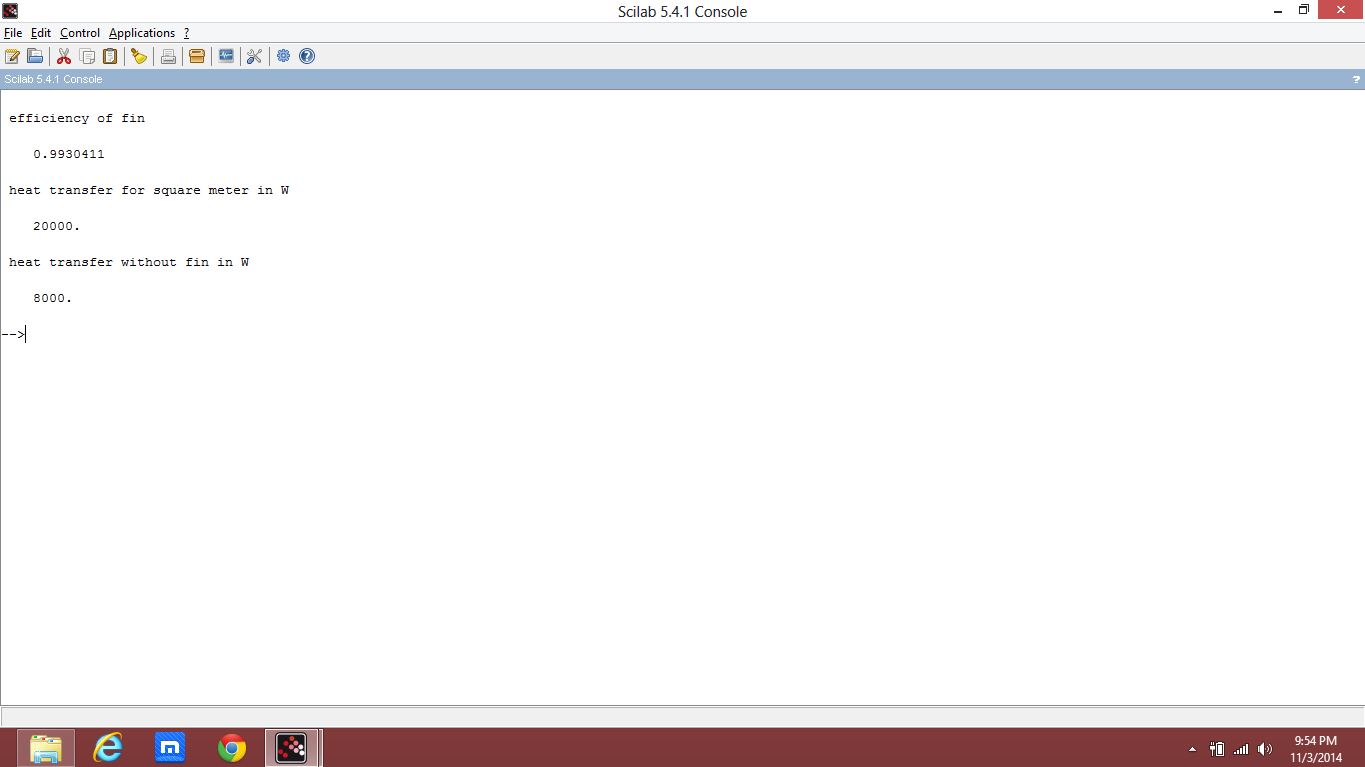 Scilab 5.4.1 Console
File Edit Control Applications ?
Scilab 5.4.1 Console ?
efficiency of fin
0.9930411
heat transfer for square meter in W
20000.
heat transfer without fin in W
8000.
-->
9:54 PM
11/3/2014